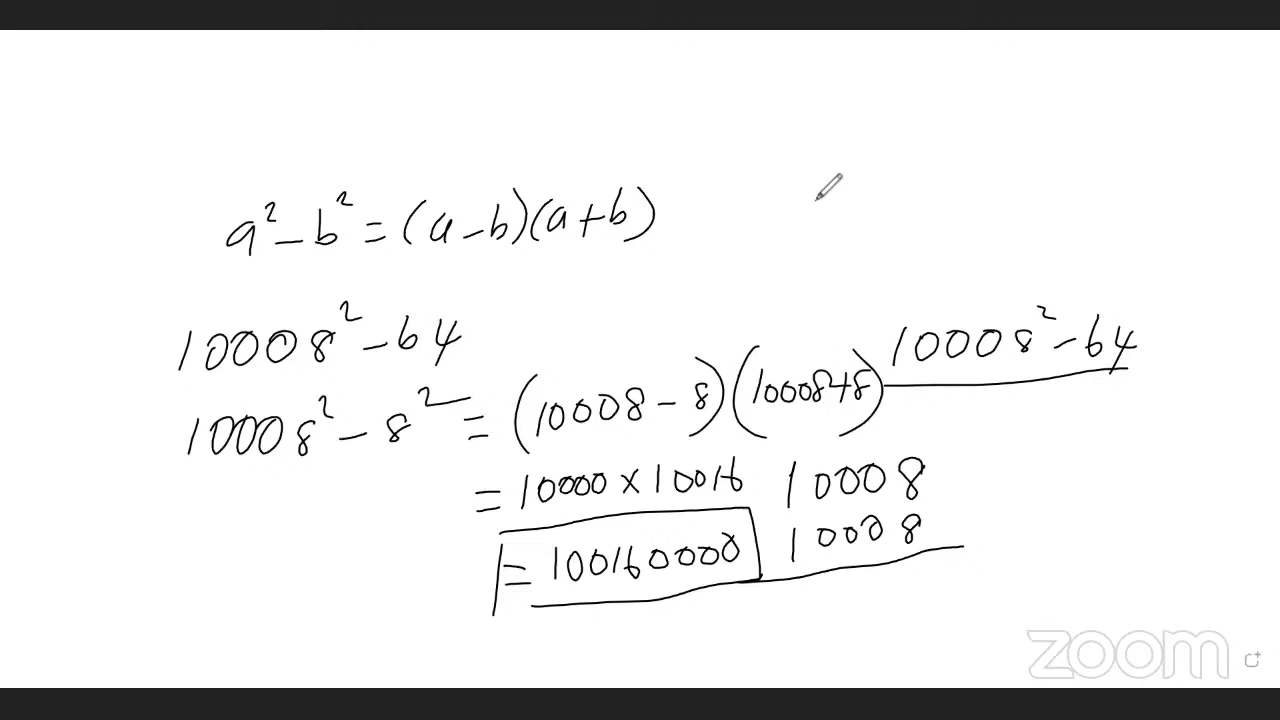 a² - b² = (a - b)(a + b)
10008² - 64
10008² - 64
10008² - 8² = (10008 - 8)(10008+8)
= 10000 x 10016
10008
10008
= 100160000
zoom